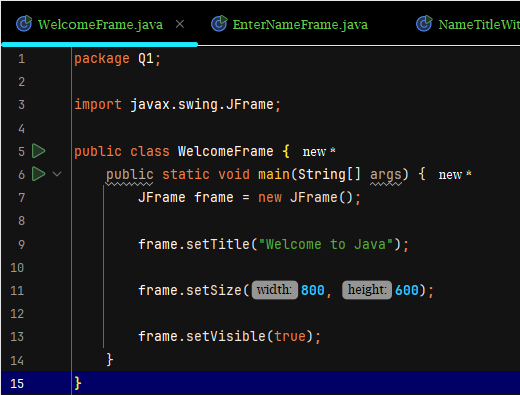 WelcomeFrame.java × EnterNameFrame.java NameTitleWit
1 package Q1;
2
3 import javax.swing.JFrame;
4
5 public class WelcomeFrame { new *
6 public static void main(String[] args) { new *
7 JFrame frame = new JFrame();
8
9 frame.setTitle("Welcome to Java");
10
11 frame.setSize( width: 800, height: 600);
12
13 frame.setVisible(true);
14 }
15 }